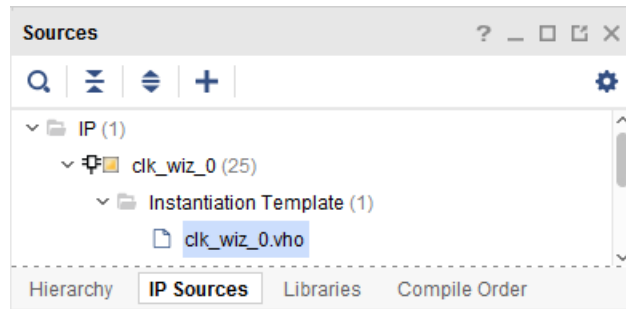 Sources
IP (1)
clk_wiz_0 (25)
Instantiation Template (1)
clk_wiz_0.vho
Hierarchy IP Sources Libraries Compile Order